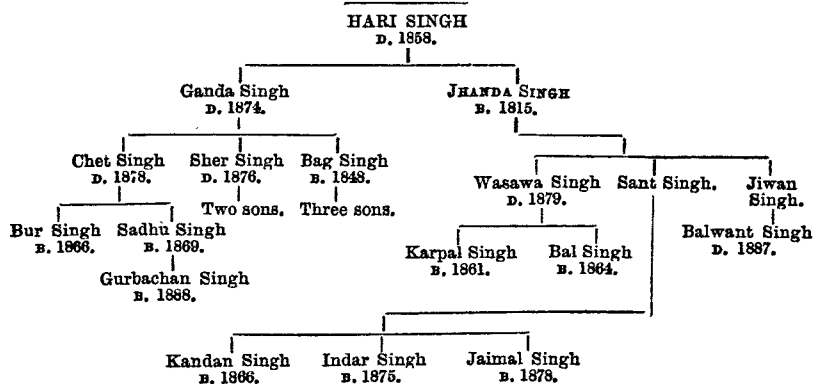 HARI SINGH
D. 1858.
Ganda Singh
D. 1874.
JHANDA SINGH
B. 1815.
Chet Singh
D. 1878.
Sher Singh
D. 1876.
Bag Singh
B. 1848.
Wasawa Singh
D. 1879.
Sant Singh.
Jiwan
Singh.
Two sons.
Three sons.
Bur Singh
B. 1866.
Sadhu Singh
B. 1869.
Balwant Singh
D. 1887.
Karpal Singh
B. 1861.
Bal Singh
B. 1864.
Gurbachan Singh
B. 1888.
Kandan Singh
B. 1866.
Indar Singh
B. 1875.
Jaimal Singh
B. 1878.